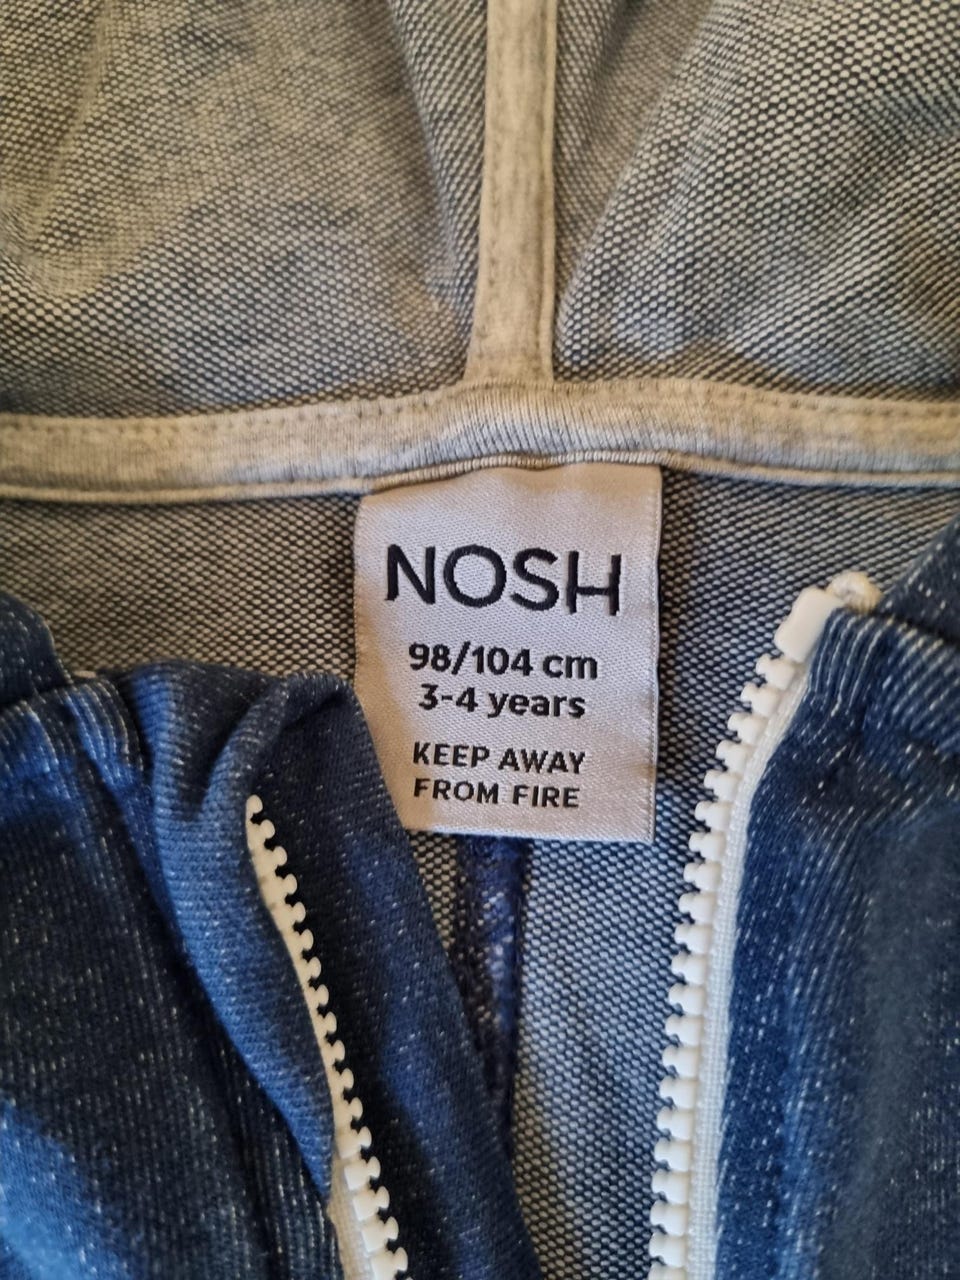 NOSH
98/104 cm
3-4 years
KEEP AWAY
FROM FIRE